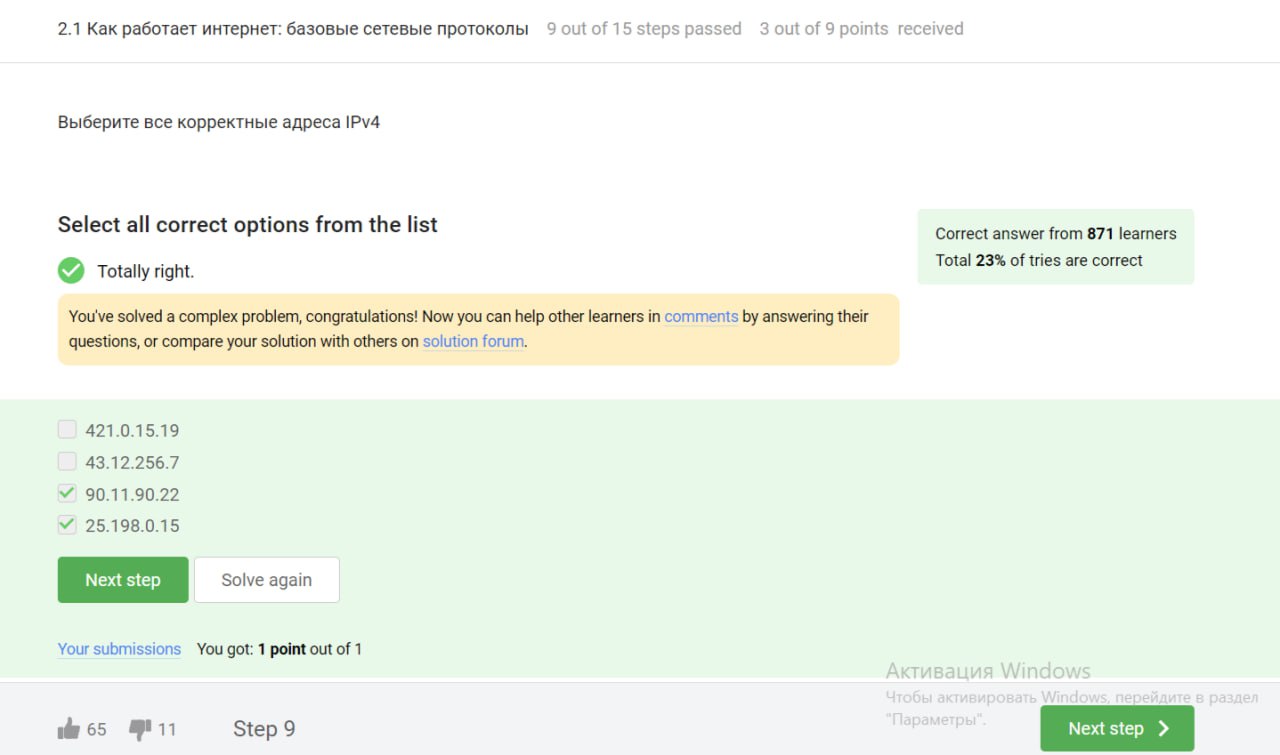 2.1 Как работает интернет: базовые сетевые протоколы 9 out of 15 steps passed 3 out of 9 points received
Выберите все корректные адреса IPv4
Select all correct options from the list
Correct answer from 871 learners
Total 23% of tries are correct
Totally right.
You've solved a complex problem, congratulations! Now you can help other learners in comments by answering their
questions, or compare your solution with others on solution forum.
421.0.15.19
43.12.256.7
90.11.90.22
25.198.0.15
Next step Solve again
Your submissions You got: 1 point out of 1
Активация Windows
Чтобы активировать Windows, перейдите в раздел
"Параметры".
65 11 Step 9 Next step